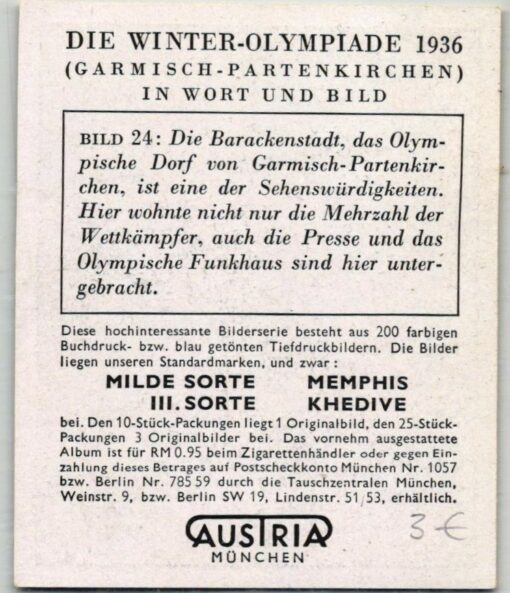 DIE WINTER-OLYMPIADE 1936
(GARMISCH-PARTENKIRCHEN)
IN WORT UND BILD
BILD 24: Die Barackenstadt, das Olym-
pische Dorf von Garmisch-Partenkir-
chen, ist eine der Sehenswürdigkeiten.
Hier wohnte nicht nur die Mehrzahl der
Wettkämpfer, auch die Presse und das
Olympische Funkhaus sind hier unter-
gebracht.
Diese hochinteressante Bilderserie besteht aus 200 farbigen
Buchdruck- bzw. blau getönten Tiefdruckbildern. Die Bilder
liegen unseren Standardmarken, und zwar:
MILDE SORTE MEMPHIS
III. SORTE KHEDIVE
bei. Den 10-Stück-Packungen liegt 1 Originalbild, den 25-Stück-
Packungen 3 Originalbilder bei. Das vornehm ausgestattete
Album ist für RM 0.95 beim Zigarettenhändler oder gegen Ein-
zahlung dieses Betrages auf Postscheckkonto München Nr. 1057
bzw. Berlin Nr. 785 59 durch die Tauschzentralen München,
Weinstr. 9, bzw. Berlin SW 19, Lindenstr. 51/53, erhältlich.
AUSTRIA
MÜNCHEN
3 €